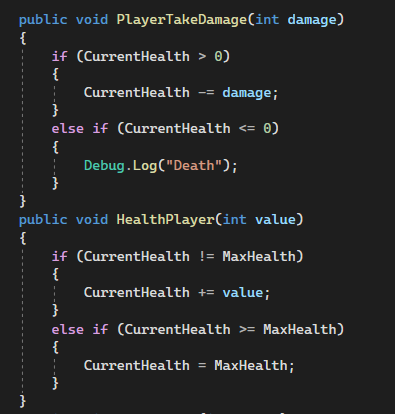 public void PlayerTakeDamage(int damage)
{
if (CurrentHealth > 0)
{
CurrentHealth -= damage;
}
else if (CurrentHealth <= 0)
{
Debug.Log("Death");
}
}
public void HealthPlayer(int value)
{
if (CurrentHealth != MaxHealth)
{
CurrentHealth += value;
}
else if (CurrentHealth >= MaxHealth)
{
CurrentHealth = MaxHealth;
}
}